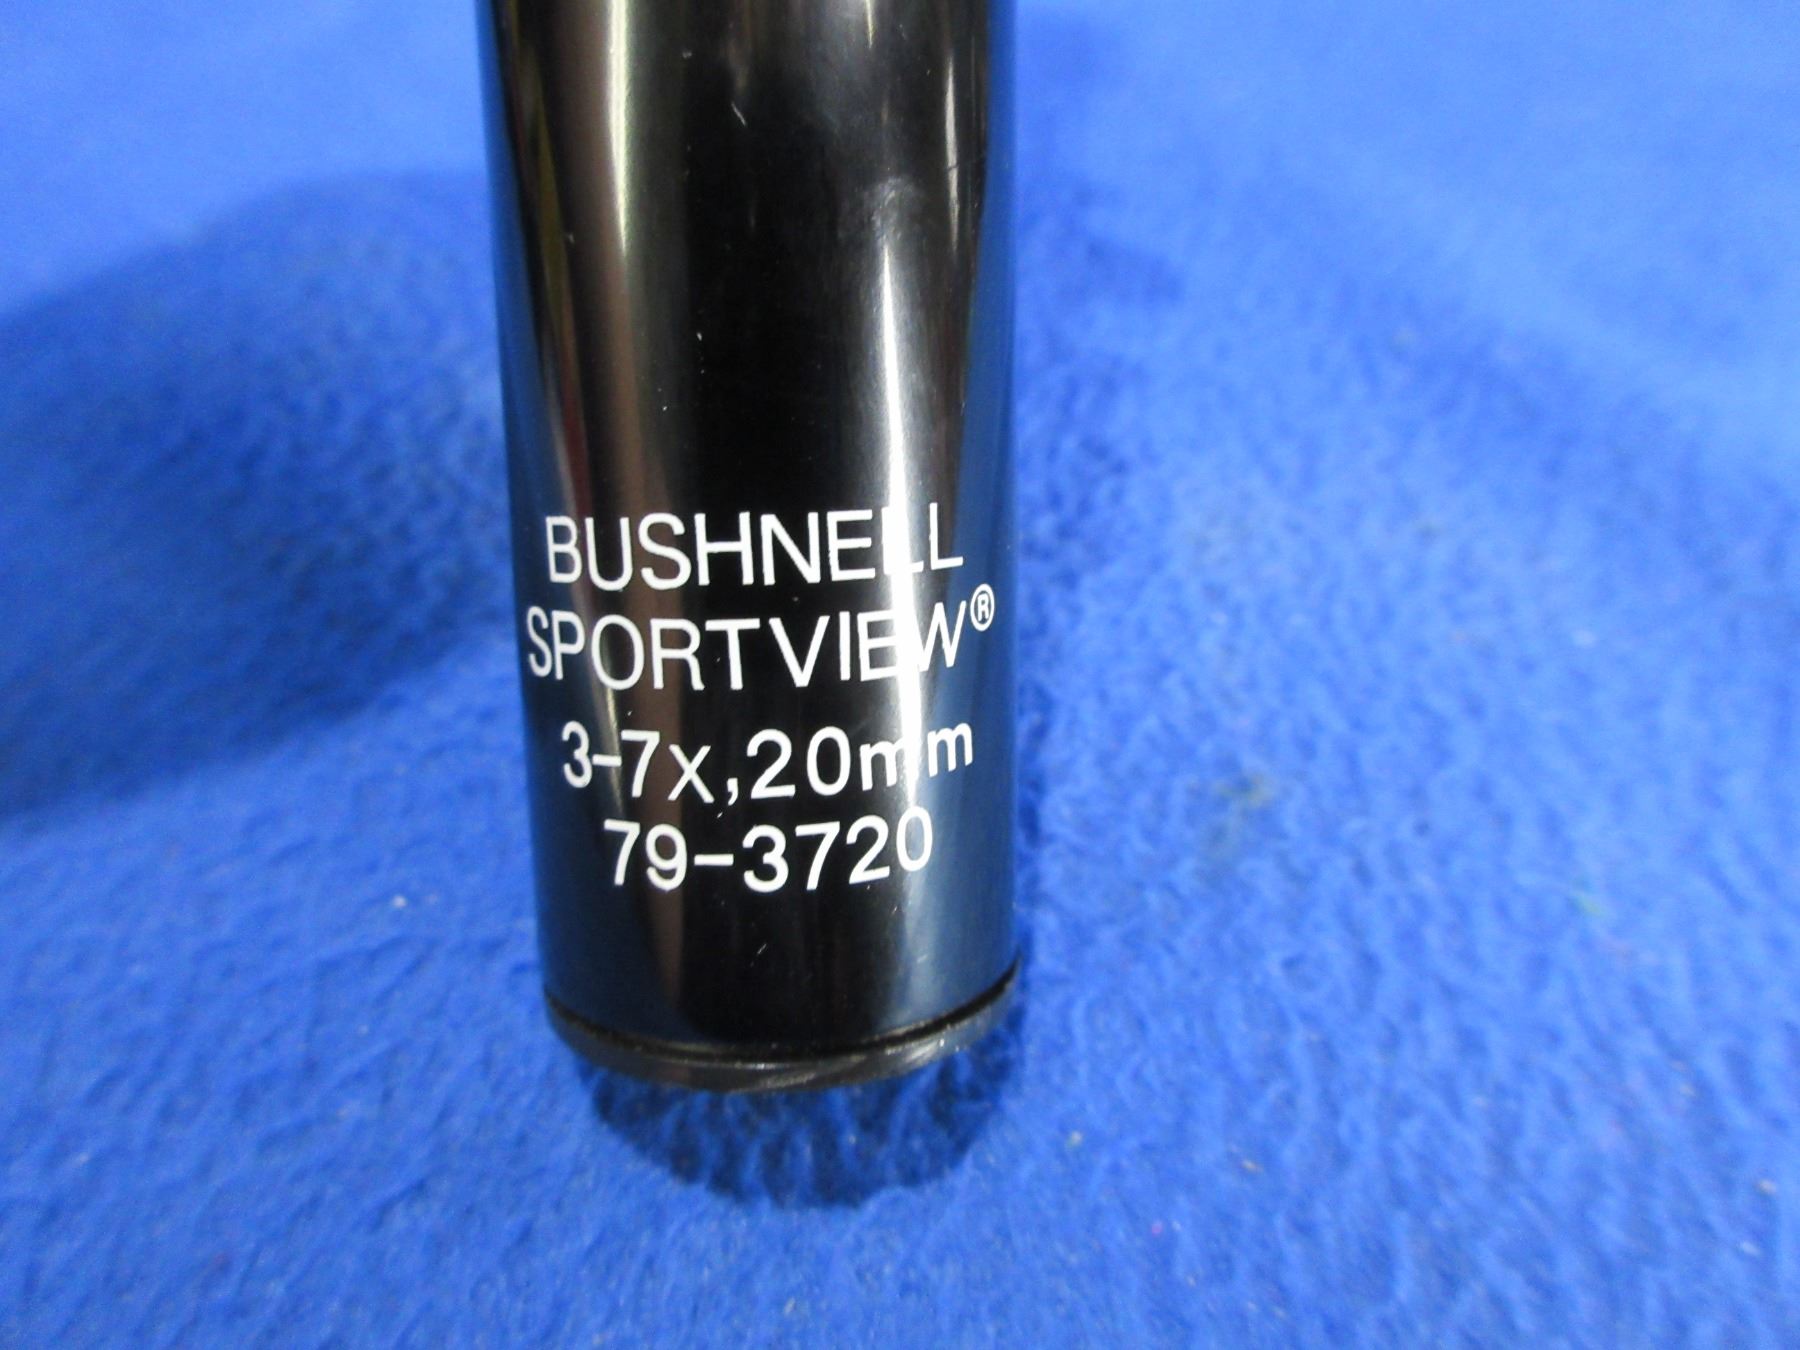 BUSHNELL
SPORTVIEW®
3-7x,20mm
79-3720